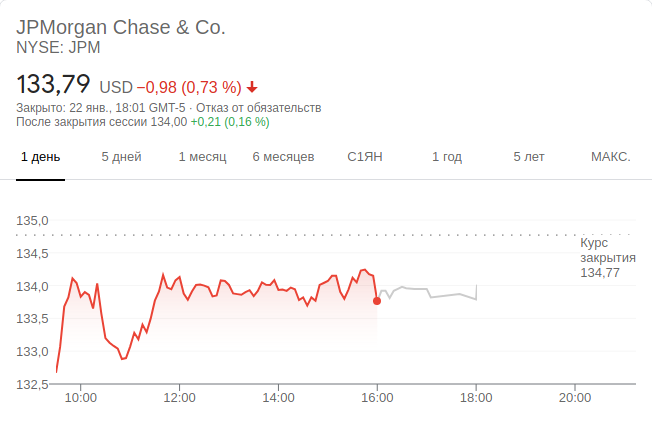 JPMorgan Chase & Co.
NYSE: JPM
133,79 USD −0,98 (0,73 %)
Закрыто: 22 янв., 18:01 GMT-5 · Отказ от обязательств
После закрытия сессии 134,00 +0,21 (0,16 %)
1 день 5 дней 1 месяц 6 месяцев С1ЯН 1 год 5 лет МАКС.
135,0
Курс
закрытия
134,77
134,5
134,0
133,5
133,0
132,5
10:00 12:00 14:00 16:00 18:00 20:00